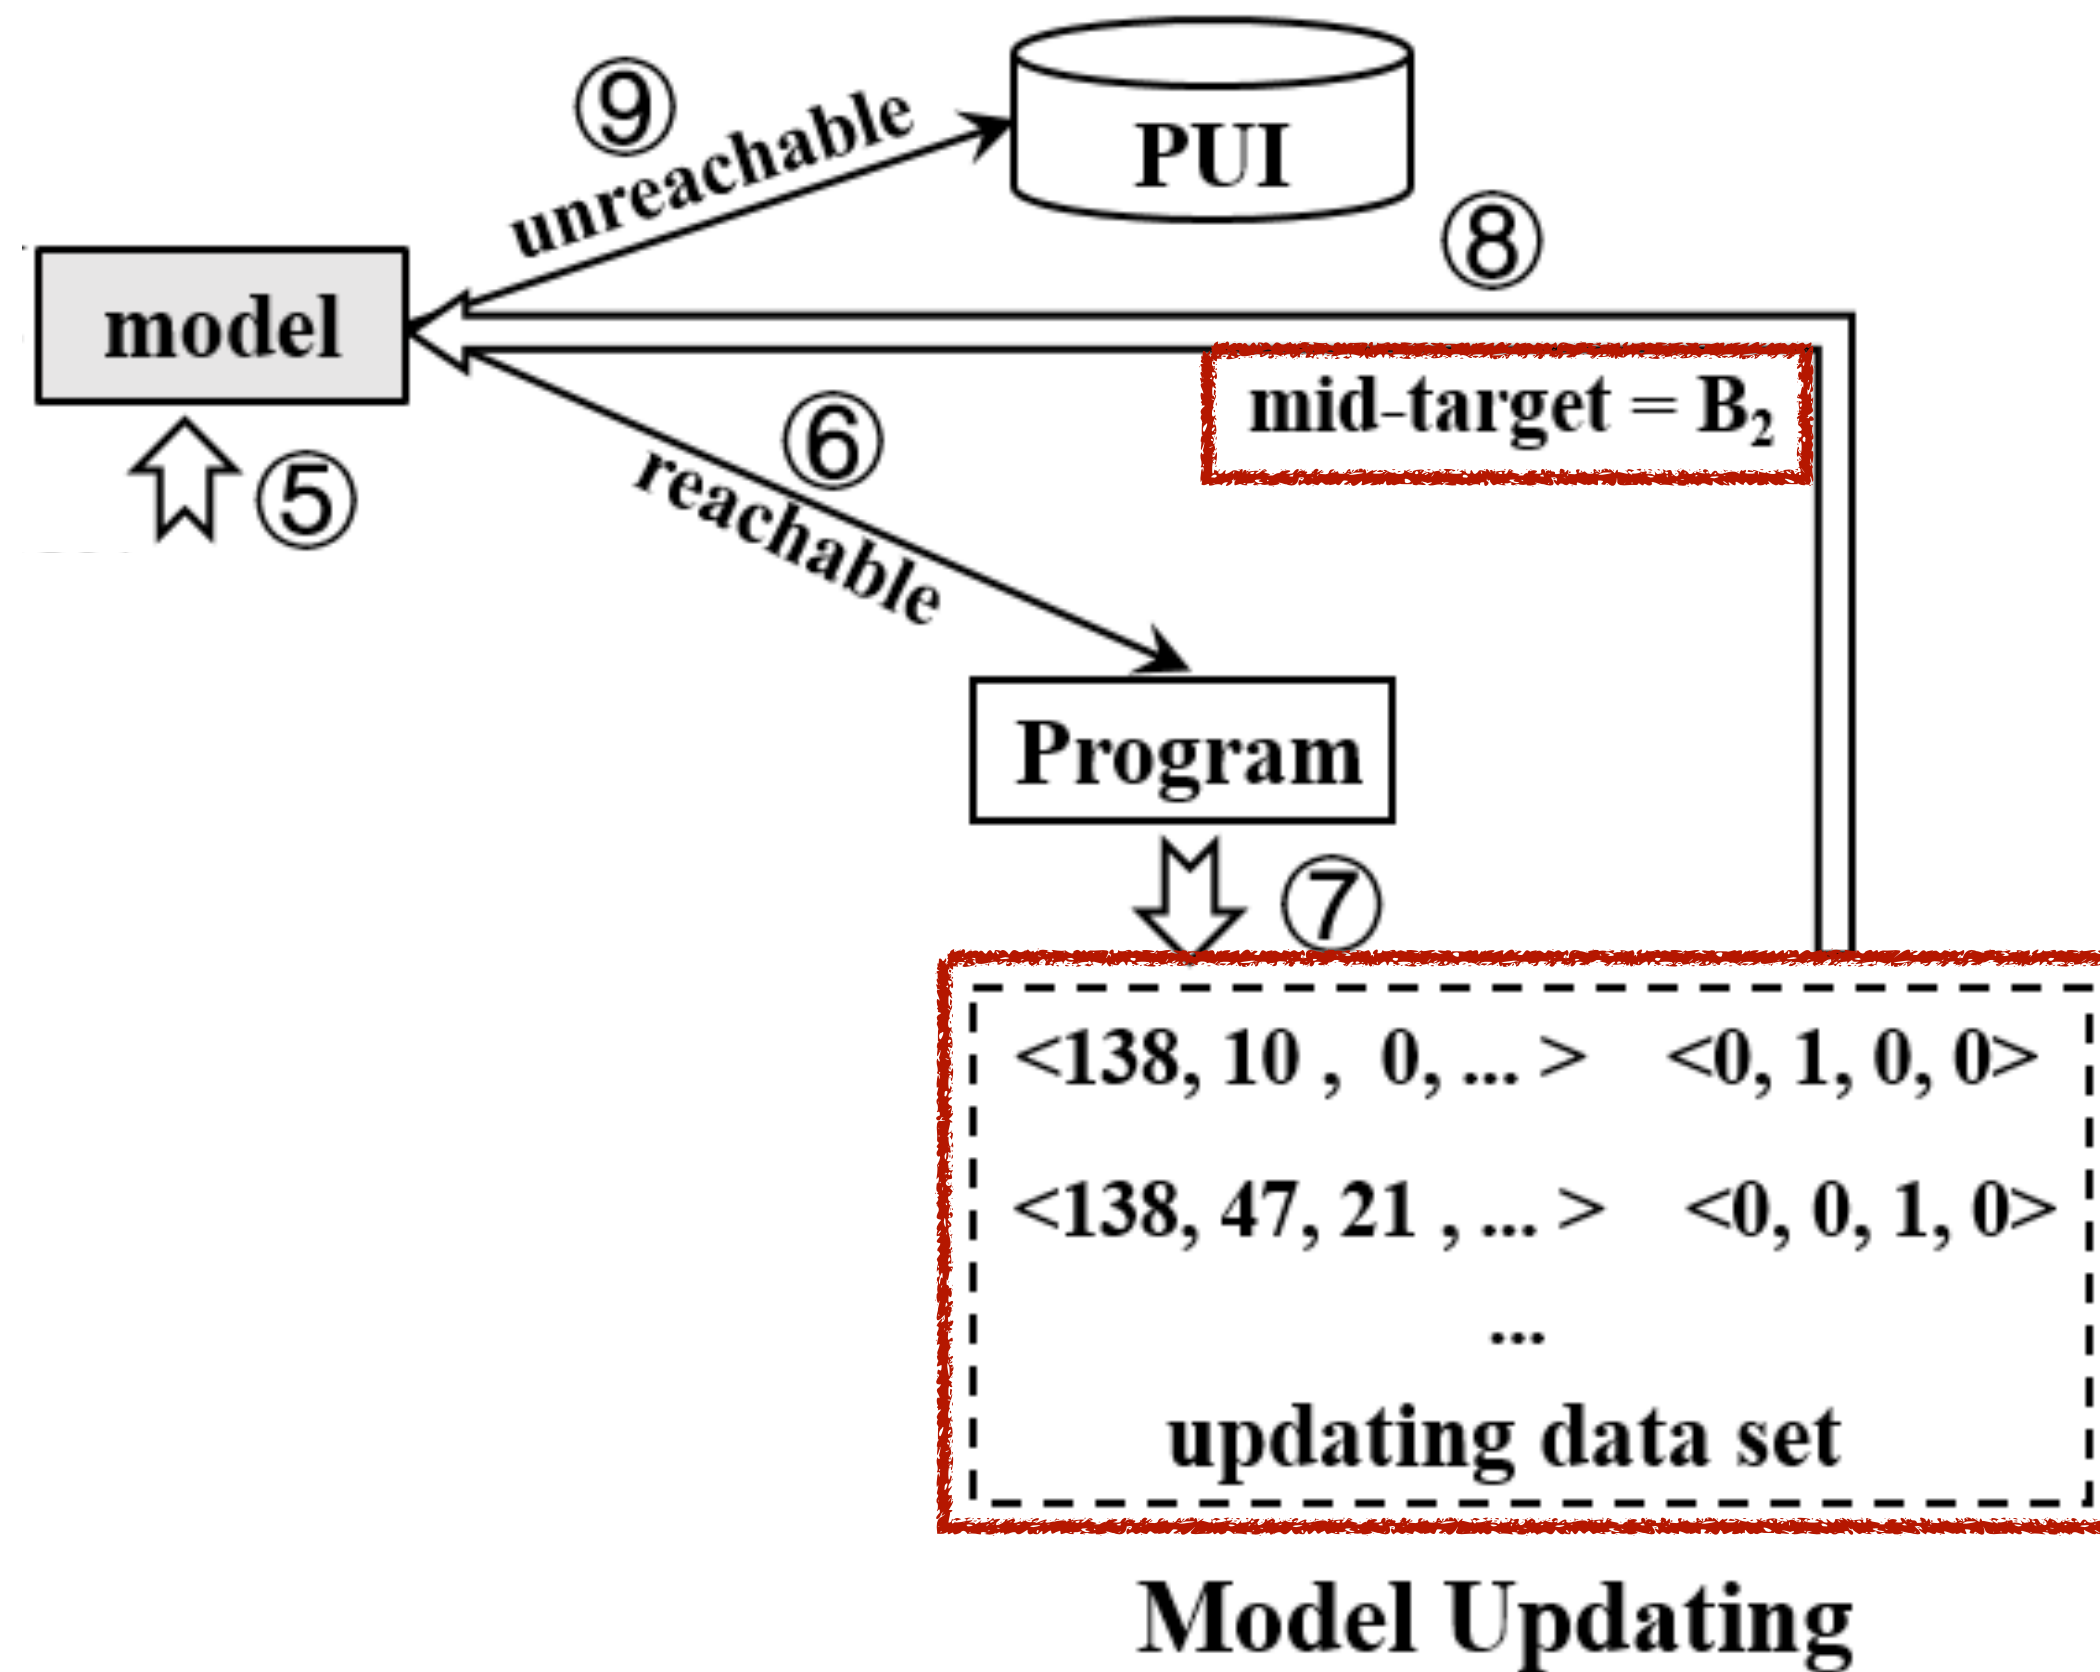 ⑨
unreachable
PUI
⑧
model
mid-target = B₂
⑥
⑤
reachable
Program
⑦
<138, 10 , 0, ... > <0, 1, 0, 0>
<138, 47, 21 , ... > <0, 0, 1, 0>
...
updating data set
Model Updating